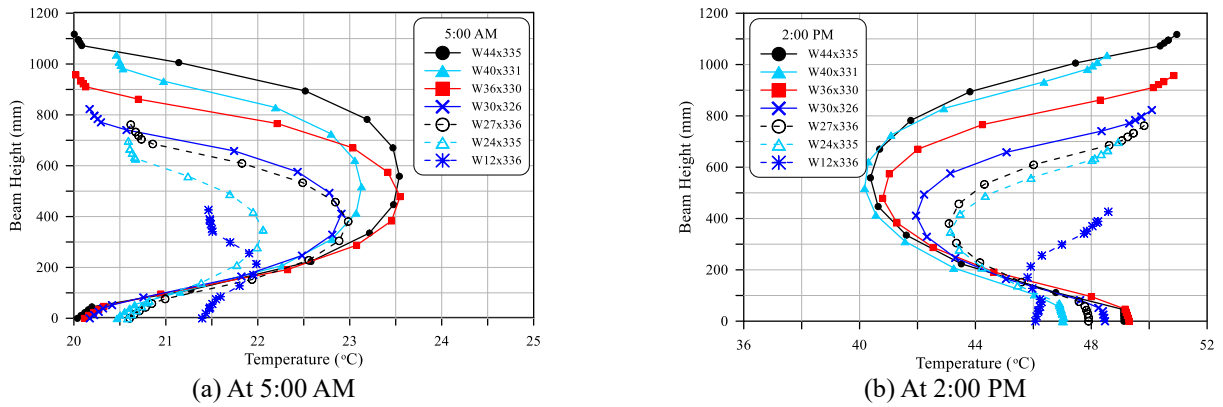 1200
1000
800
600
400
200
0
Beam Height (mm)
20
21
22
23
24
25
Temperature (°C)
5:00 AM
W44x335
W40x331
W36x330
W30x326
W27x336
W24x335
W12x336
(a) At 5:00 AM
1200
1000
800
600
400
200
0
Beam Height (mm)
36
40
44
48
52
Temperature (°C)
2:00 PM
W44x335
W40x331
W36x330
W30x326
W27x336
W24x335
W12x336
(b) At 2:00 PM